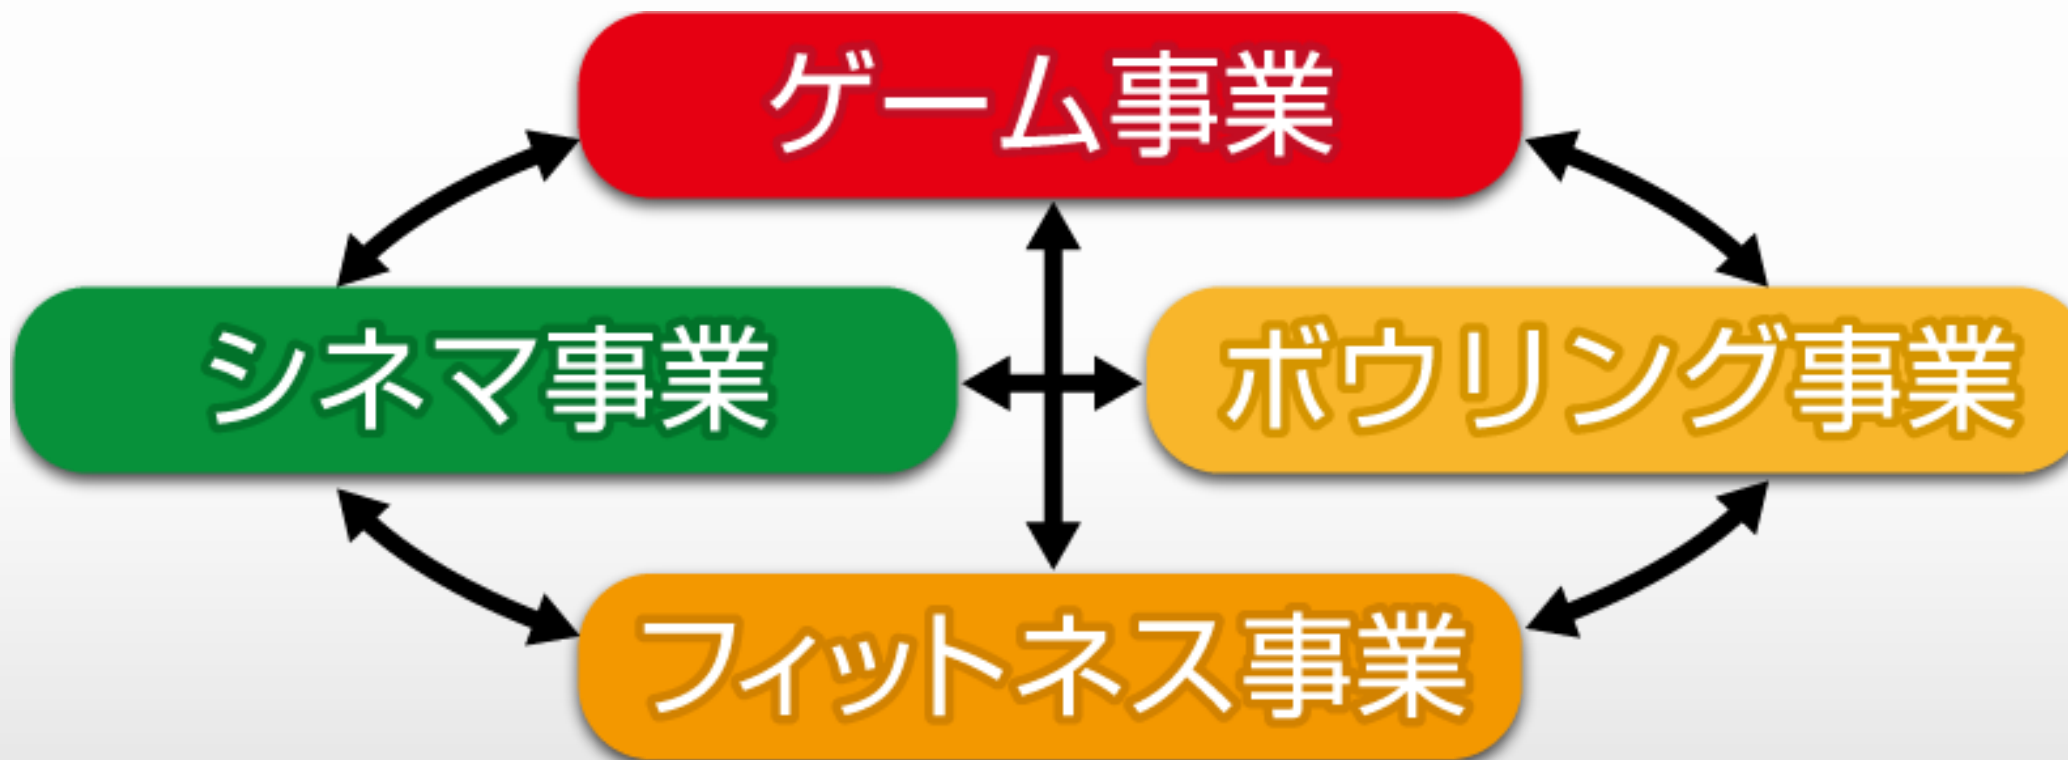 ゲーム事業
シネマ事業
ボウリング事業
フィットネス事業